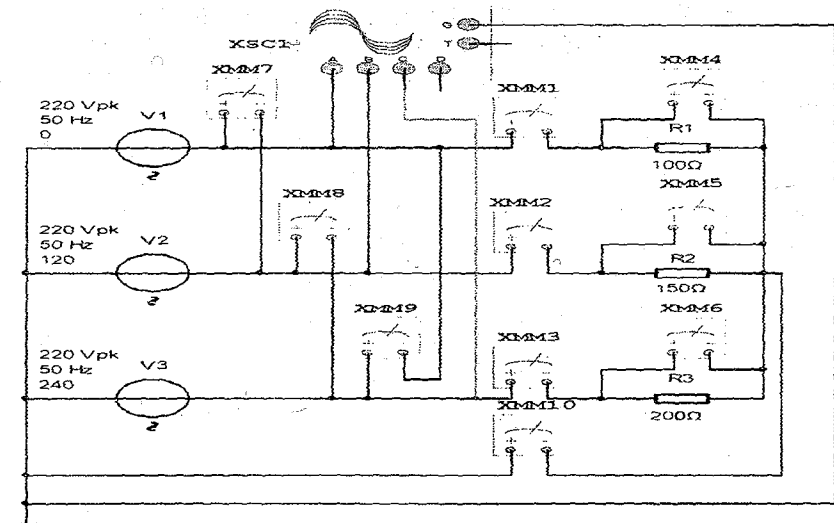 G
XSC1
T
A B C D
XMM7
XMM4
XMM1
220 Vpk
50 Hz
0
V1
R1
100Ω
XMM8
XMM2
XMM5
220 Vpk
50 Hz
120
V2
R2
150Ω
XMM9
XMM3
XMM6
220 Vpk
50 Hz
240
V3
R3
200Ω
XMM10